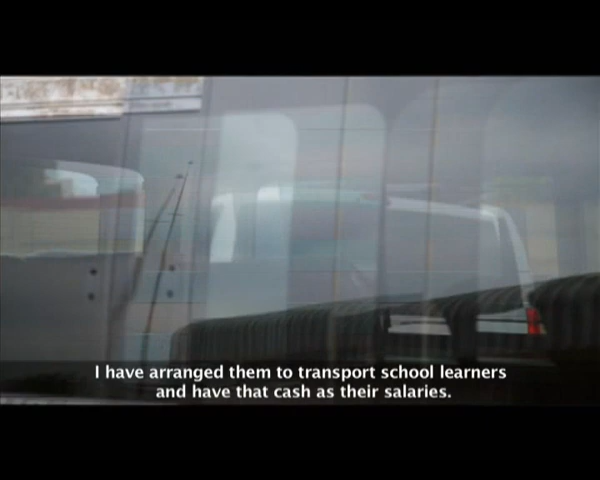 I have arranged them to transport school learners
and have that cash as their salaries.